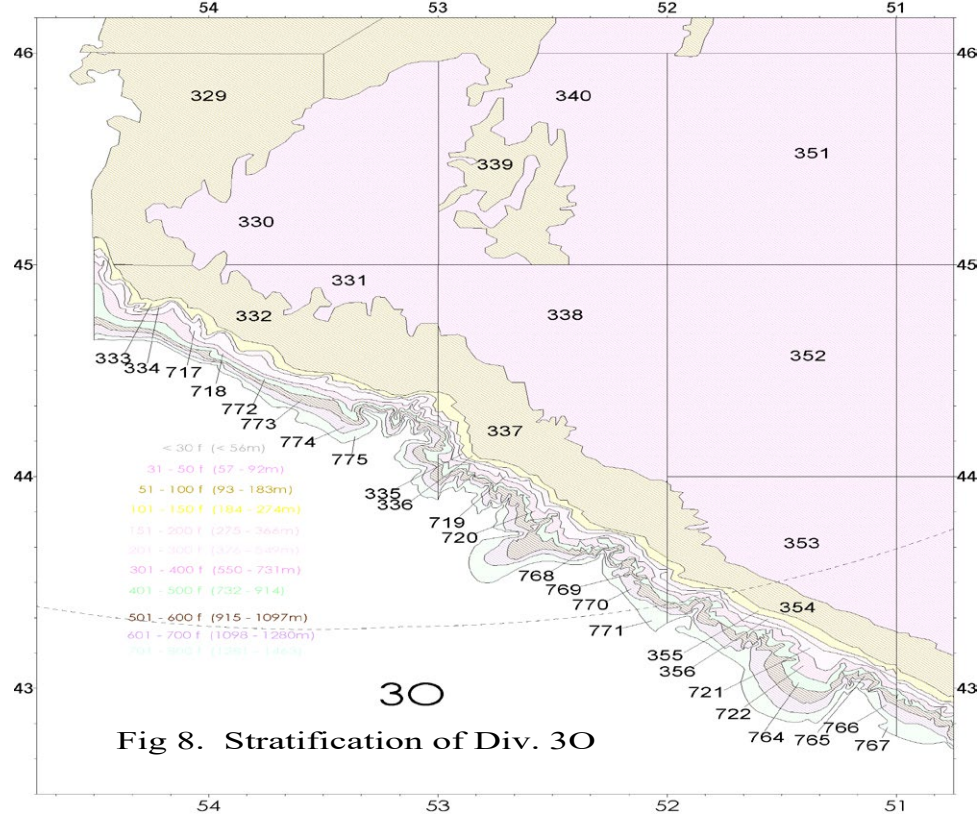 54 53 52 51
46 46
329
340
351
339
330
45 45
331
332
338
352
333
334
717
718
772
773
774
775
337
44 44
335
336
719
720
768
769
770
771
353
354
355
356
721
722
764
765
766
767
< 30 f (< 56m)
31 - 50 f (57 - 92m)
51 - 100 f (93 - 183m)
101 - 150 f (184 - 274m)
151 - 200 f (275 - 366m)
201 - 300 f (376 - 549m)
301 - 400 f (550 - 731m)
401 - 500 f (732 - 914)
501 - 600 f (915 - 1097m)
601 - 700 f (1098 - 1280m)
43 43
3O
Fig 8. Stratification of Div. 3O
54 53 52 51